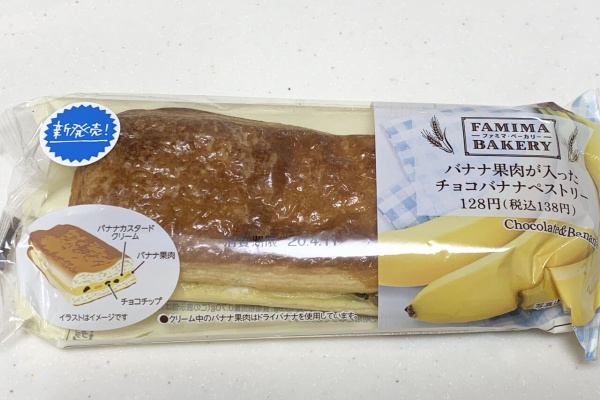 新発売!
FAMIMA
ファミマ・ベーカリー
BAKERY
バナナ果肉が入った
チョコバナナペストリー
128円(税込138円)
Chocolate&Banan
バナナカスタード
クリーム
バナナ果肉
チョコチップ
イラストはイメージです
消費期限 20.4.11
●クリーム中のバナナ果肉はドライバナナを使用しています。